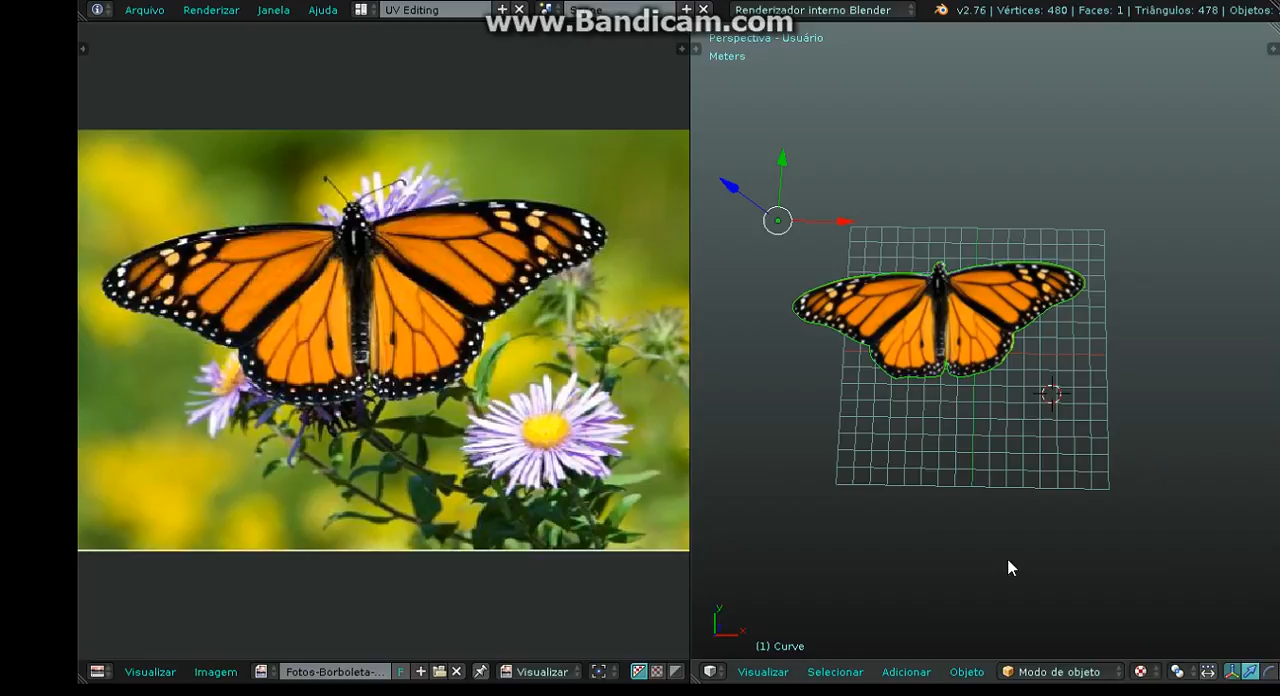 Arquivo Renderizar Janela Ajuda UV Editing Renderizador interno Blender v2.76 | Vértices: 480 | Faces: 1 | Triângulos: 478 | Objetos:
www.Bandicam.com
Perspectiva - Usuário
Meters
y
x
(1) Curve
Visualizar Imagem Fotos-Borboleta-... F Visualizar Visualizar Selecionar Adicionar Objeto Modo de objeto